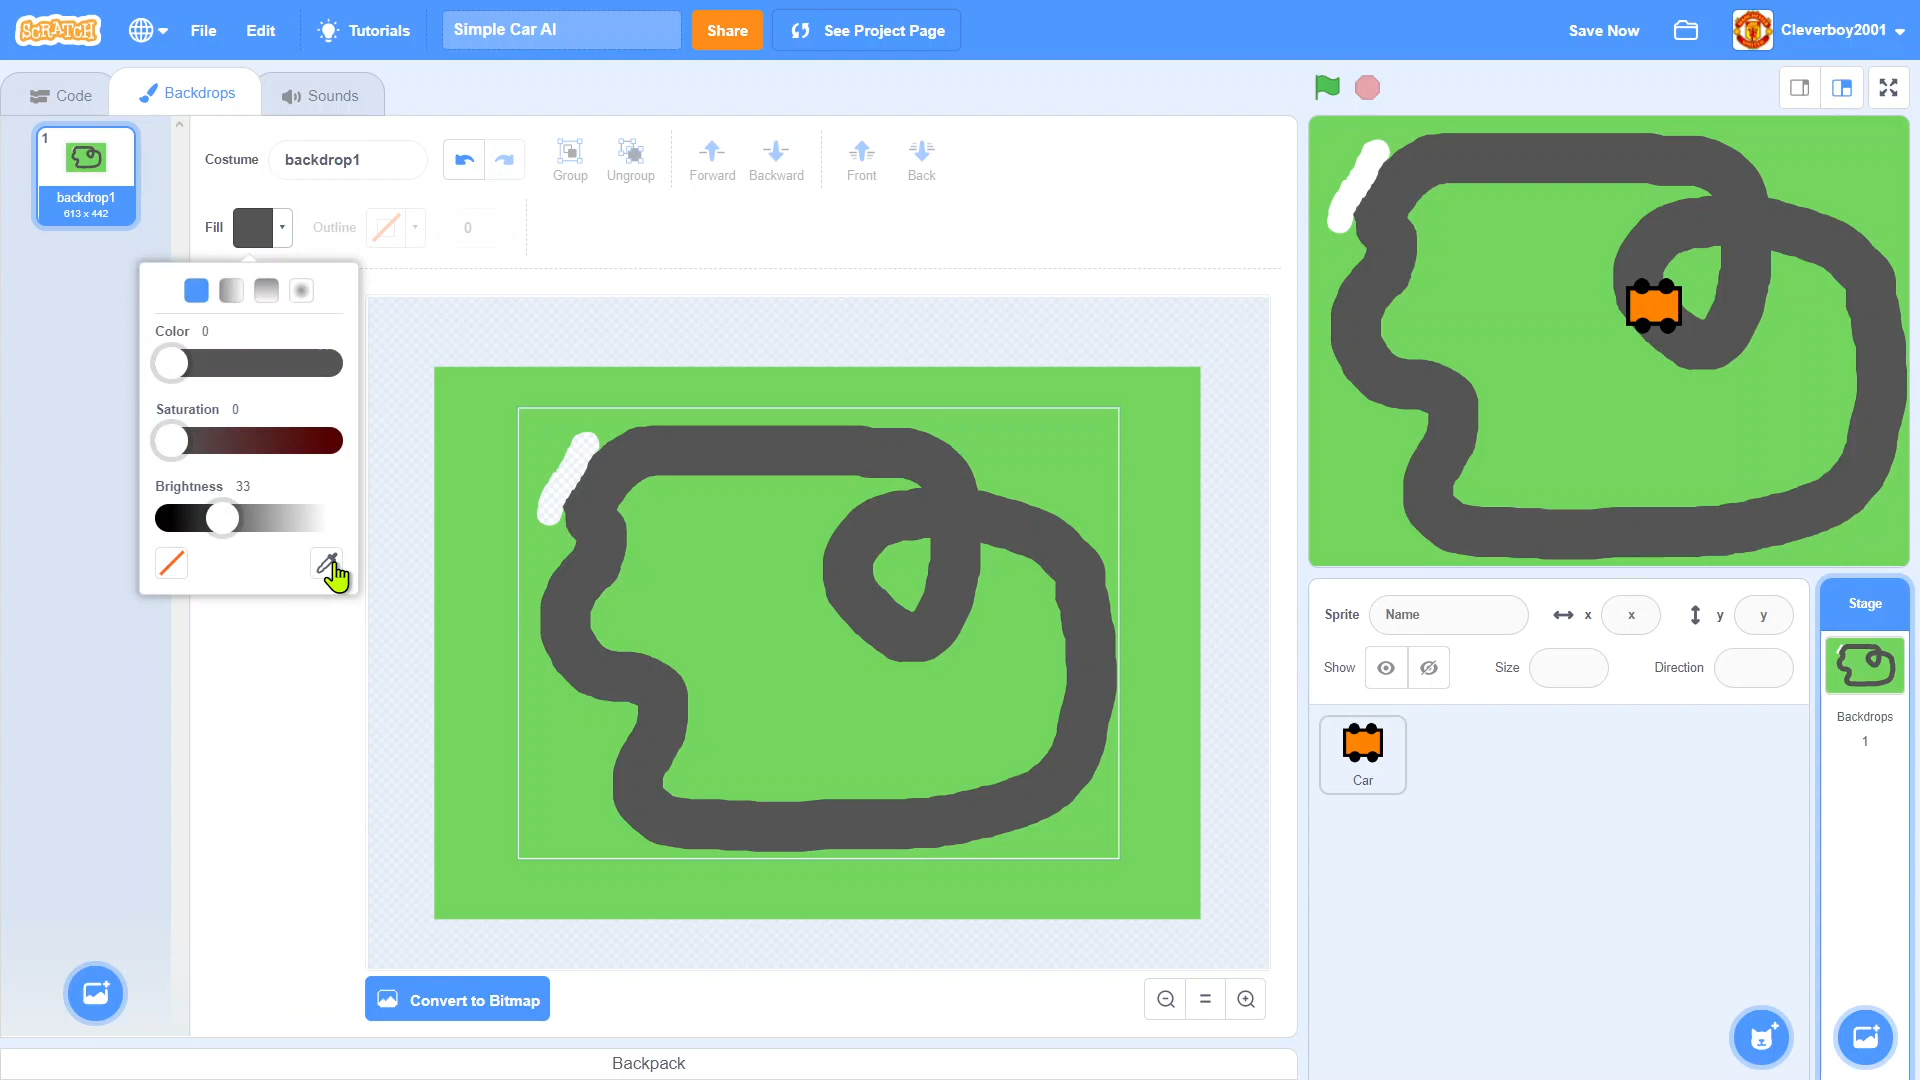 SCRATCH File Edit Tutorials Simple Car AI Share See Project Page Save Now Cleverboy2001
Code Backdrops Sounds
1
backdrop1
613 x 442
Costume backdrop1 Group Ungroup Forward Backward Front Back
Fill Outline 0
Color 0
Saturation 0
Brightness 33
Convert to Bitmap
Backpack
Sprite Name x x y y
Show Size Direction
Car
Stage
Backdrops
1